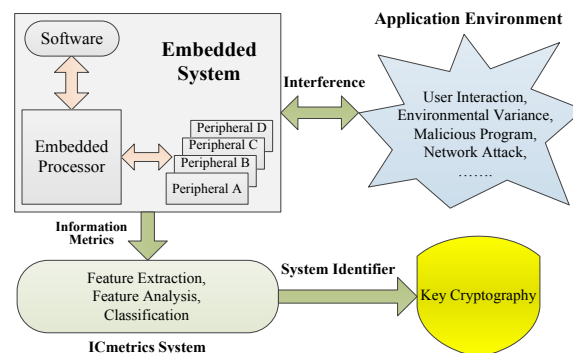 Software
Embedded
System
Embedded
Processor
Peripheral D
Peripheral C
Peripheral B
Peripheral A
Interference
Application Environment
User Interaction,
Environmental Variance,
Malicious Program,
Network Attack,
…….
Information
Metrics
Feature Extraction,
Feature Analysis,
Classification
ICmetrics System
System Identifier
Key Cryptography